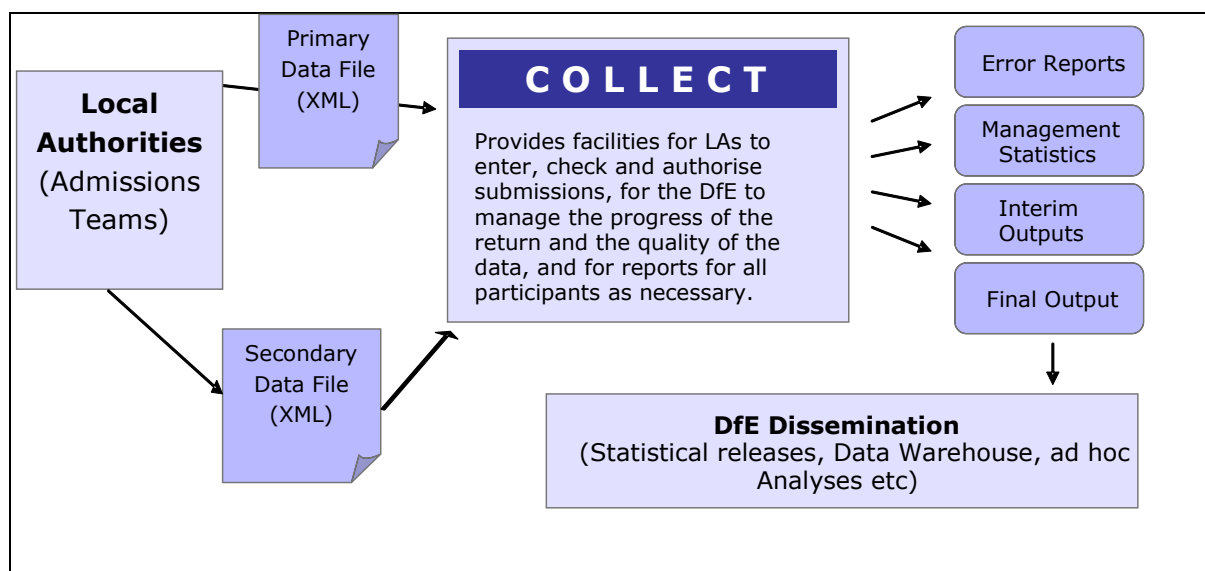 Local
Authorities
(Admissions
Teams)
Primary
Data File
(XML)
Secondary
Data File
(XML)
C O L L E C T
Provides facilities for LAs to
enter, check and authorise
submissions, for the DfE to
manage the progress of the
return and the quality of the
data, and for reports for all
participants as necessary.
Error Reports
Management
Statistics
Interim
Outputs
Final Output
DfE Dissemination
(Statistical releases, Data Warehouse, ad hoc
Analyses etc)